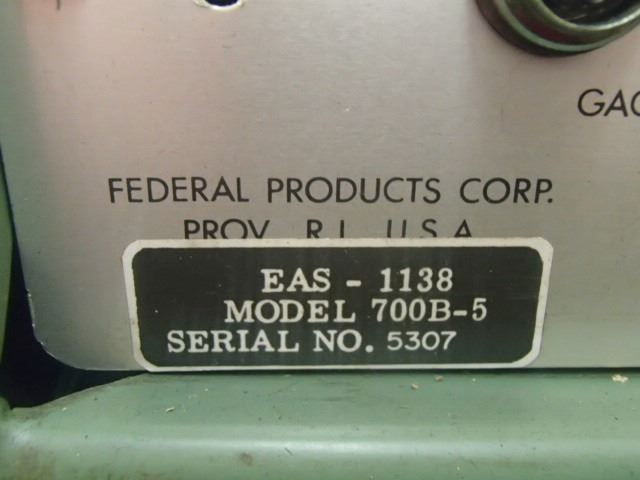 GAG
FEDERAL PRODUCTS CORP.
PROV. R.I. U.S.A.
EAS - 1138
MODEL 700B-5
SERIAL NO. 5307